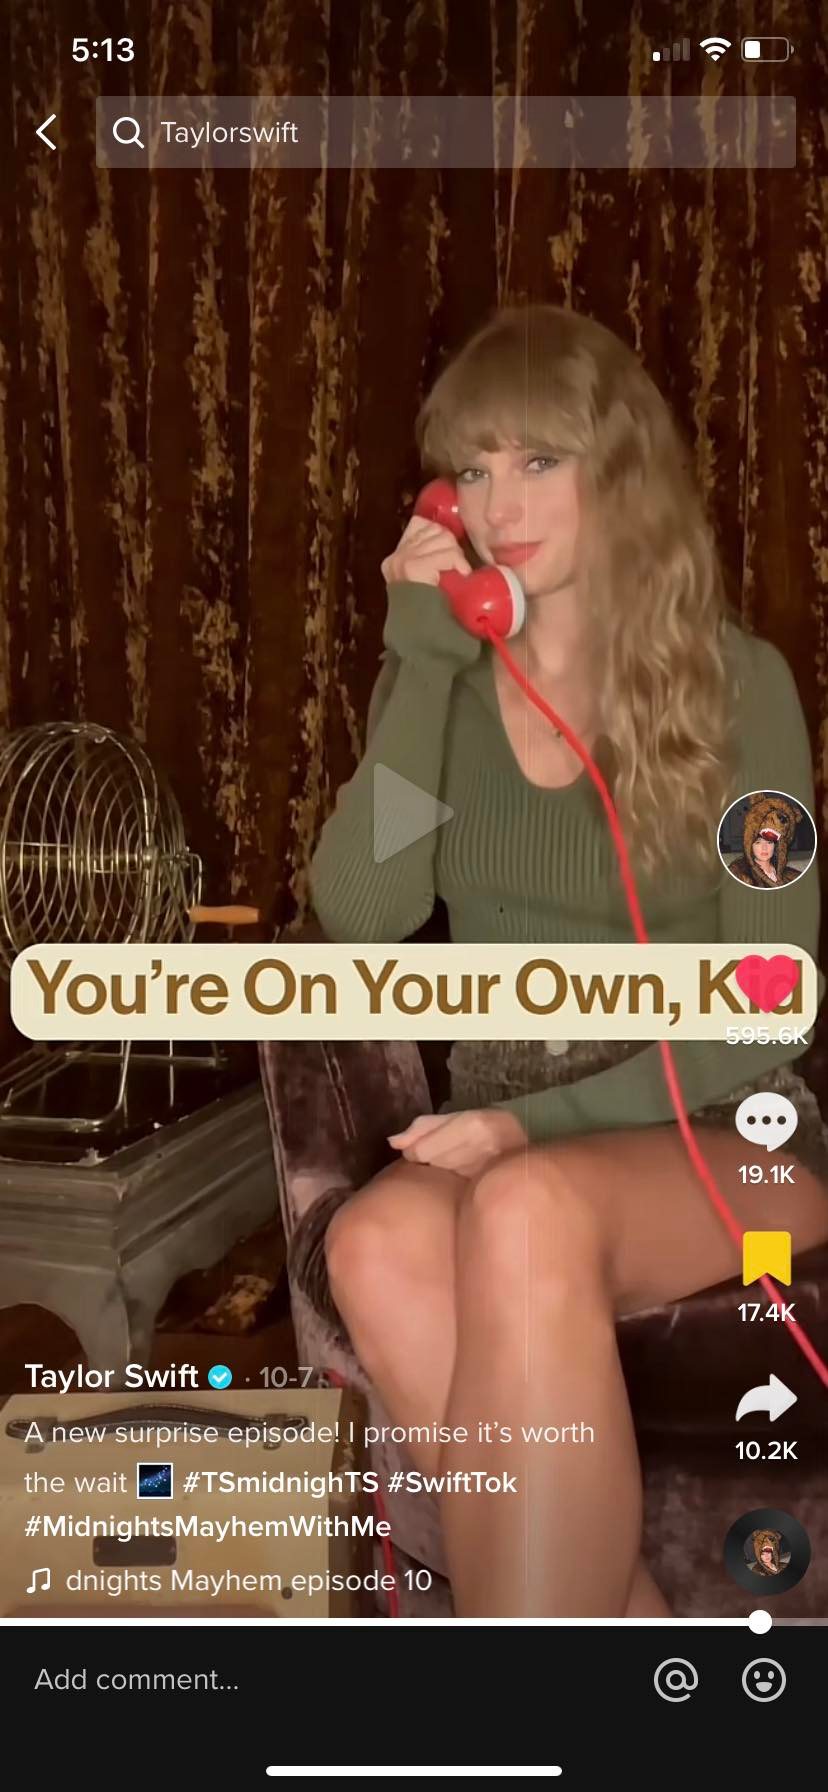 5:13
Taylorswift
You're On Your Own, Kid
595.6K
19.1K
17.4K
Taylor Swift · 10-7
A new surprise episode! I promise it's worth
the wait 🌌 #TSmidnighTS #SwiftTok
#MidnightsMayhemWithMe
dnights Mayhem episode 10
10.2K
Add comment...